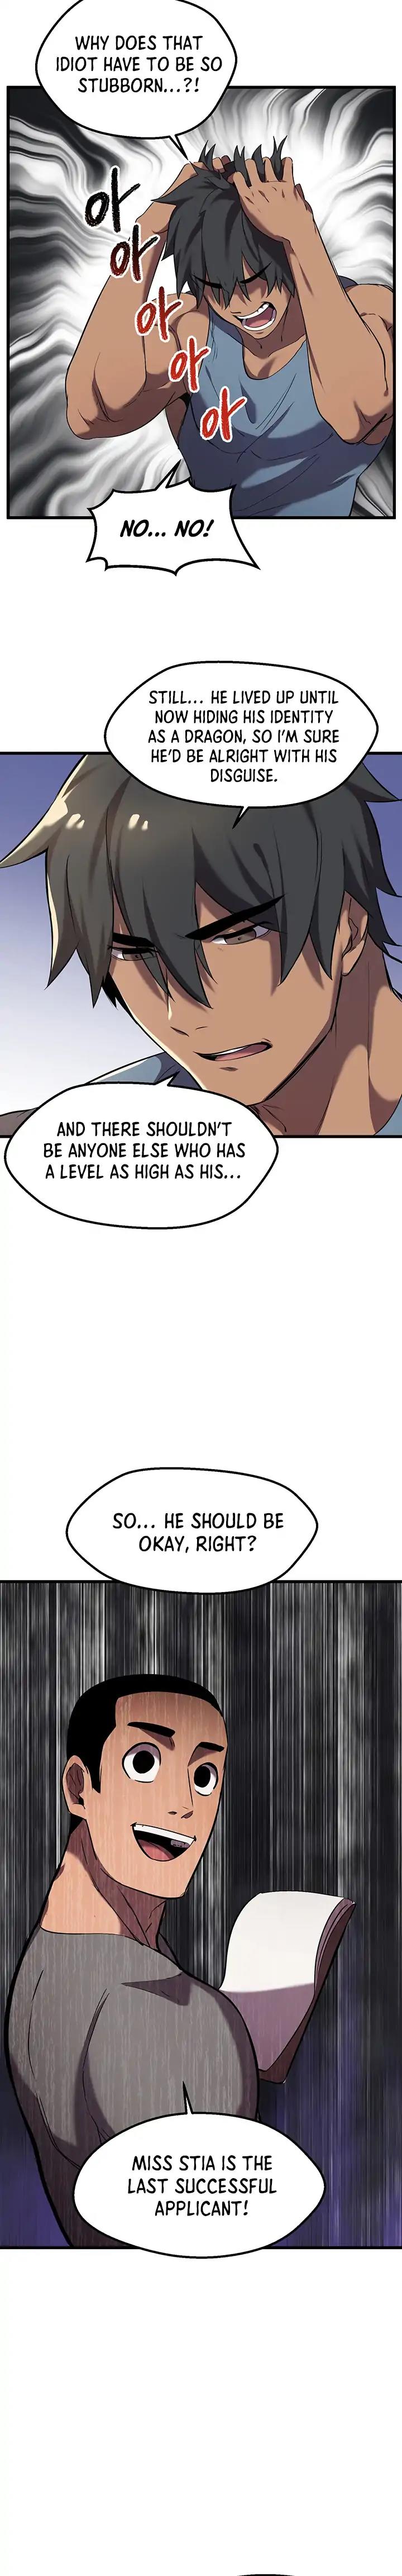 WHY DOES THAT
IDIOT HAVE TO BE SO
STUBBORN...?!
아
아
아
아
아
NO... NO!
STILL... HE LIVED UP UNTIL
NOW HIDING HIS IDENTITY
AS A DRAGON, SO I'M SURE
HE'D BE ALRIGHT WITH HIS
DISGUISE.
AND THERE SHOULDN'T
BE ANYONE ELSE WHO HAS
A LEVEL AS HIGH AS HIS...
SO... HE SHOULD BE
OKAY, RIGHT?
MISS STIA IS THE
LAST SUCCESSFUL
APPLICANT!